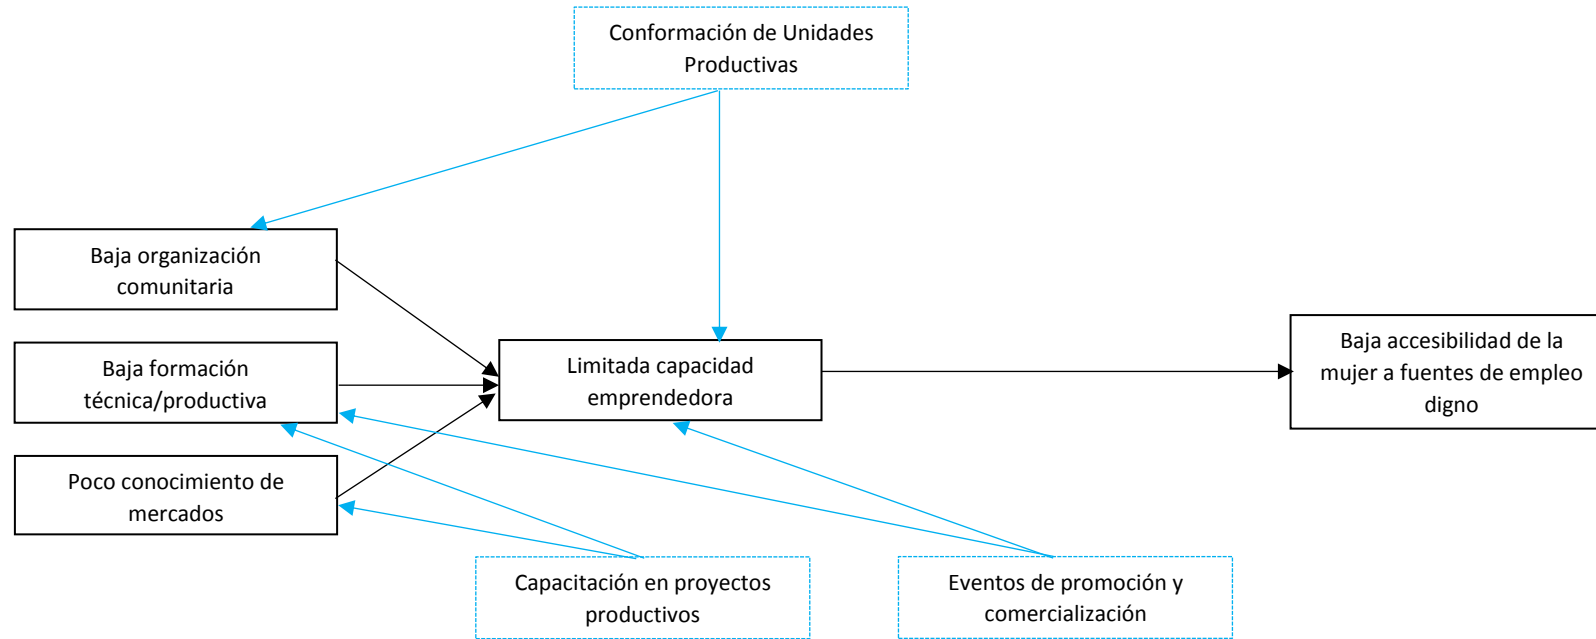 Conformación de Unidades
Productivas
Baja organización
comunitaria
Baja formación
técnica/productiva
Poco conocimiento de
mercados
Limitada capacidad
emprendedora
Baja accesibilidad de la
mujer a fuentes de empleo
digno
Capacitación en proyectos
productivos
Eventos de promoción y
comercialización